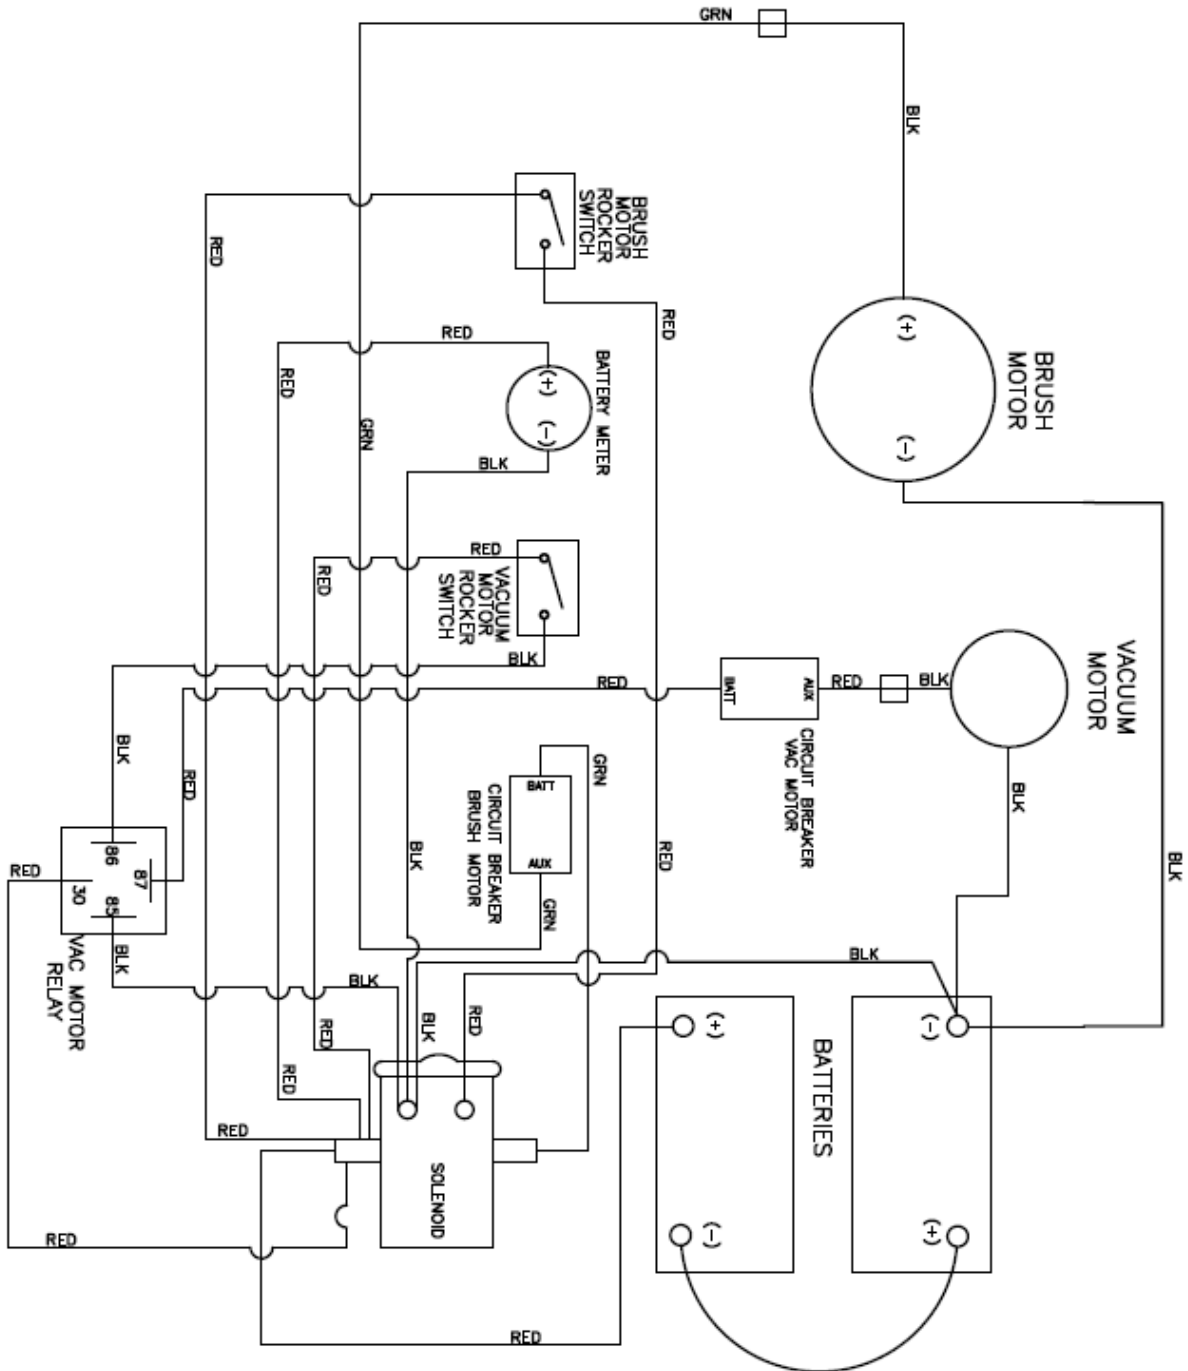 GRN
BLK
RED
BRUSH
MOTOR
ROCKER
SWITCH
RED
RED
RED
BATTERY METER
(+)
(-)
BLK
GRN
(+)
(-)
BRUSH
MOTOR
RED
RED
VACUUM
MOTOR
ROCKER
SWITCH
BLK
RED
BATT
AUX
RED
BLK
CIRCUIT BREAKER
VAC MOTOR
VACUUM
MOTOR
BLK
BLK
RED
GRN
BATT
AUX
CIRCUIT BREAKER
BRUSH MOTOR
GRN
BLK
RED
BLK
RED
86
87
30
85
VAC MOTOR
RELAY
BLK
BLK
BLK
BLK
RED
RED
RED
RED
SOLENOID
(+)
(-)
BATTERIES
(-)
(+)
RED
RED